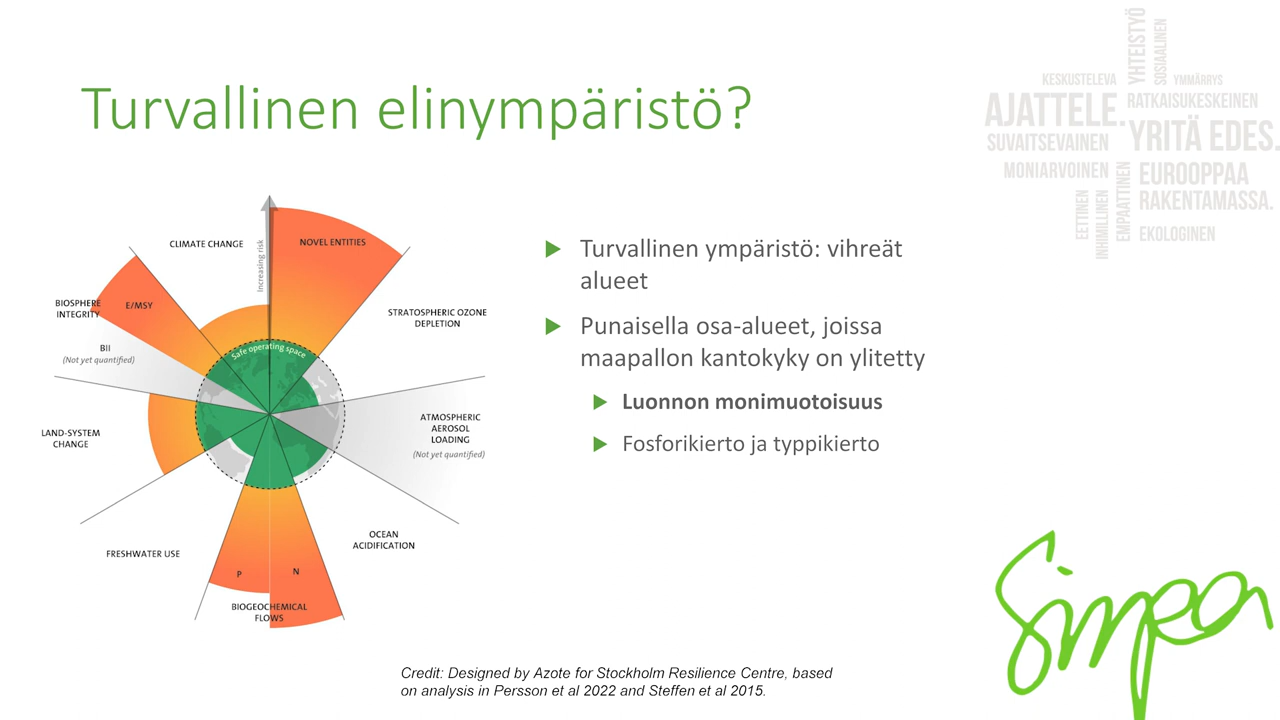 Turvallinen elinympäristö?
KESKUSTELEVA
YHTEISTYÖ
SOSIAALINEN
YMMÄRRYS
AJATTELE.
RATKAISUKESKEINEN
SUVAITSEVAINEN
YRITÄ EDES.
MONIARVOINEN
EETTINEN
INHIMILLINEN
EMPAATTINEN
EUROOPPAA
RAKENTAMASSA.
EKOLOGINEN
CLIMATE CHANGE
Increasing risk
NOVEL ENTITIES
BIOSPHERE
INTEGRITY
E/MSY
STRATOSPHERIC OZONE
DEPLETION
BII
(Not yet quantified)
Safe operating space
LAND-SYSTEM
CHANGE
ATMOSPHERIC
AEROSOL
LOADING
(Not yet quantified)
FRESHWATER USE
OCEAN
ACIDIFICATION
P
N
BIOGEOCHEMICAL
FLOWS
Turvallinen ympäristö: vihreät
alueet
Punaisella osa-alueet, joissa
maapallon kantokyky on ylitetty
Luonnon monimuotoisuus
Fosforikierto ja typpikierto
Credit: Designed by Azote for Stockholm Resilience Centre, based
on analysis in Persson et al 2022 and Steffen et al 2015.
Simpa